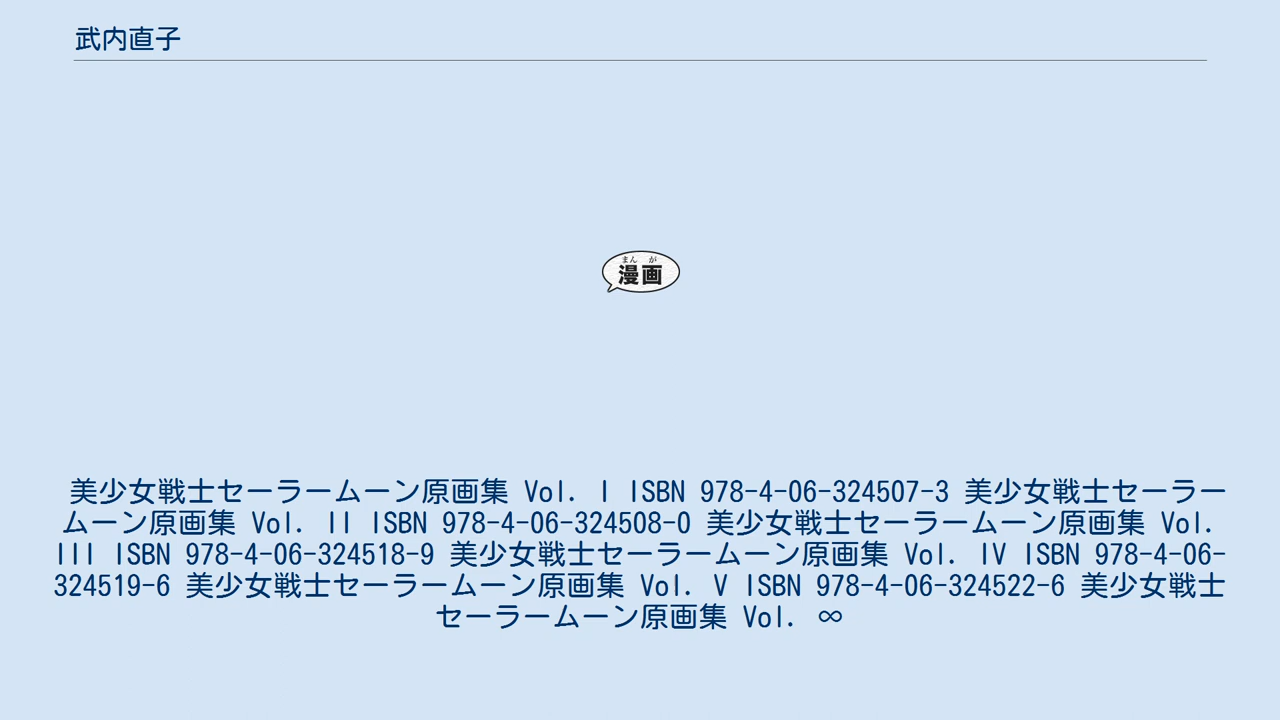 武内直子
まんが
漫画
美少女戦士セーラームーン原画集 Vol. I ISBN 978-4-06-324507-3 美少女戦士セーラー
ムーン原画集 Vol. II ISBN 978-4-06-324508-0 美少女戦士セーラームーン原画集 Vol.
III ISBN 978-4-06-324518-9 美少女戦士セーラームーン原画集 Vol. IV ISBN 978-4-06-
324519-6 美少女戦士セーラームーン原画集 Vol. V ISBN 978-4-06-324522-6 美少女戦士
セーラームーン原画集 Vol. ∞